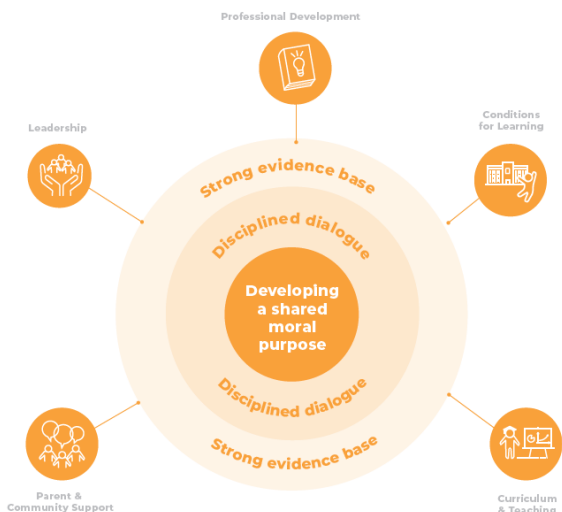 Professional Development
Leadership
Conditions
for Learning
Strong evidence base
Disciplined dialogue
Developing
a shared
moral
purpose
Disciplined dialogue
Strong evidence base
Parent &
Community Support
Curriculum
& Teaching